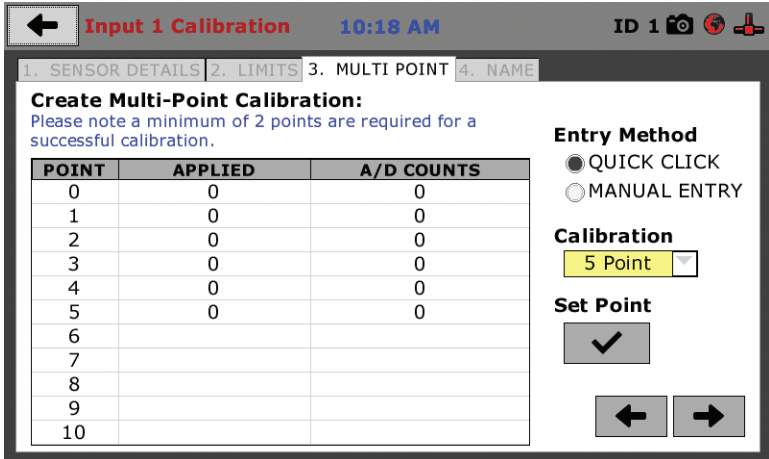 Input 1 Calibration 10:18 AM ID 1
1. SENSOR DETAILS 2. LIMITS 3. MULTI POINT 4. NAME
Create Multi-Point Calibration:
Please note a minimum of 2 points are required for a
successful calibration.
POINT APPLIED A/D COUNTS
0 0 0
1 0 0
2 0 0
3 0 0
4 0 0
5 0 0
6
7
8
9
10
Entry Method
QUICK CLICK
MANUAL ENTRY
Calibration
5 Point
Set Point